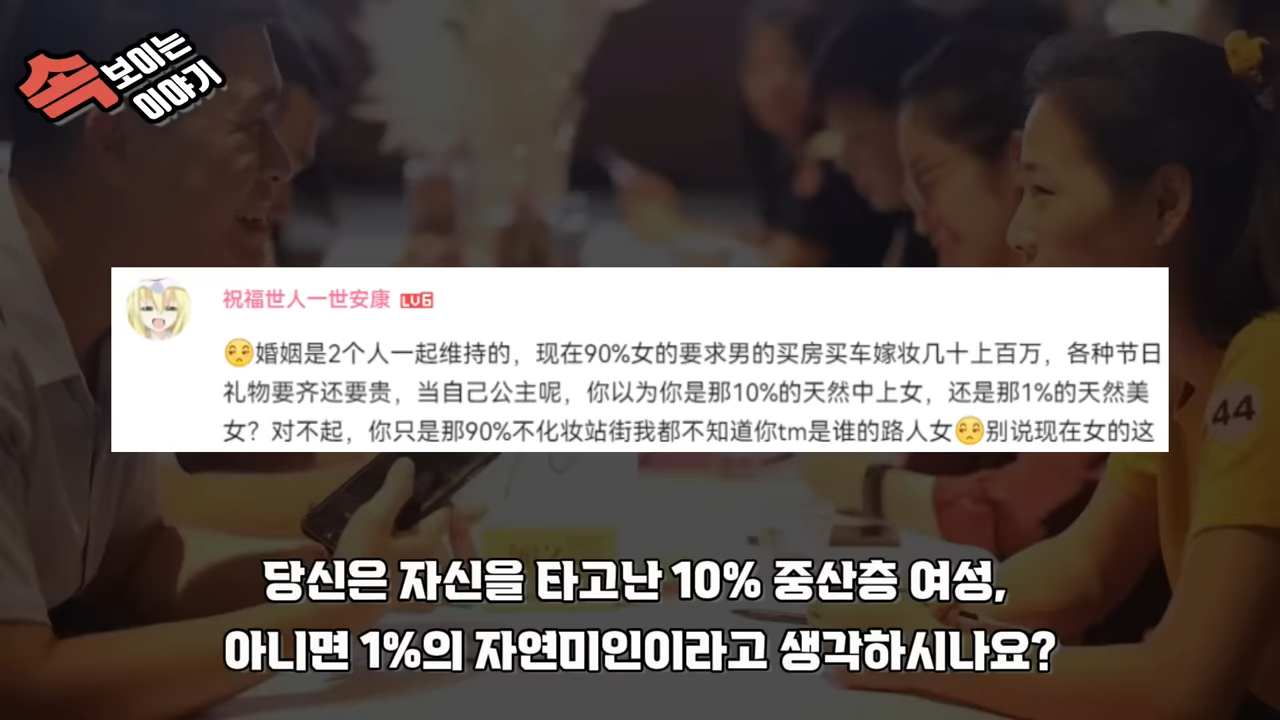 속보이는
이야기
祝福世人一世安康 LV6
婚姻是2个人一起维持的，现在90%女的要求男的买房买车嫁妆几十上百万，各种节日
礼物要齐还要贵，当自己公主呢，你以为你是那10%的天然中上女，还是那1%的天然美
女？对不起，你只是那90%不化妆站街我都不知道你tm是谁的路人女别说现在女的这
44
당신은 자신을 타고난 10% 중산층 여성,
아니면 1%의 자연미인이라고 생각하시나요?